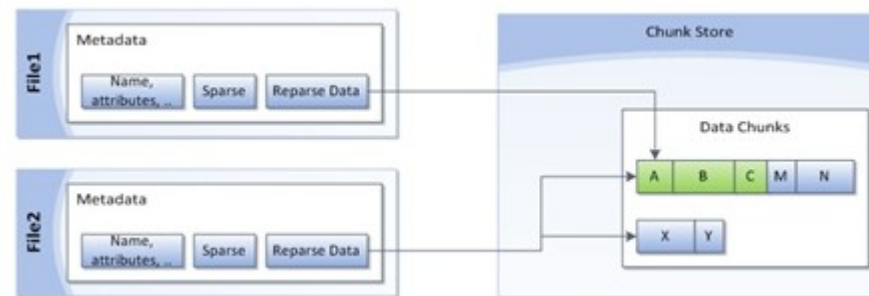 File1
Metadata
Name,
attributes, ..
Sparse
Reparse Data
File2
Metadata
Name,
attributes, ..
Sparse
Reparse Data
Chunk Store
Data Chunks
A B C M N
X Y